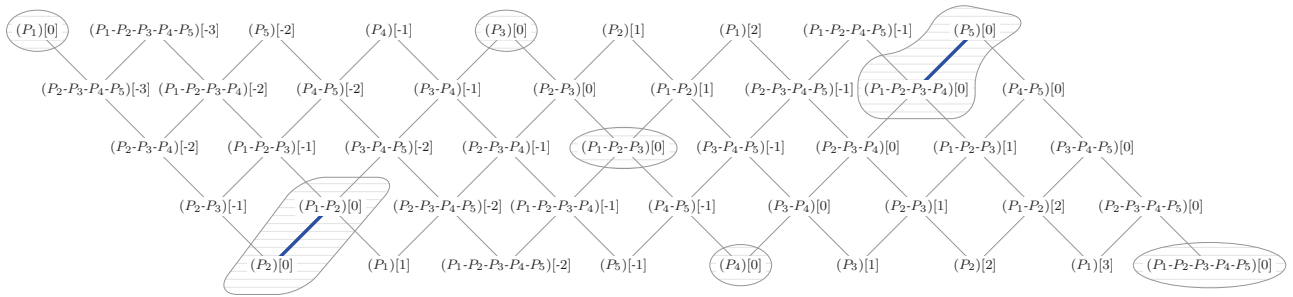 (P₁)[0] (P₁-P₂-P₃-P₄-P₅)[-3] (P₅)[-2] (P₄)[-1] (P₃)[0] (P₂)[1] (P₁)[2] (P₁-P₂-P₄-P₅)[-1] (P₅)[0]
(P₂-P₃-P₄-P₅)[-3] (P₁-P₂-P₃-P₄)[-2] (P₄-P₅)[-2] (P₃-P₄)[-1] (P₂-P₃)[0] (P₁-P₂)[1] (P₂-P₃-P₄-P₅)[-1] (P₁-P₂-P₃-P₄)[0] (P₄-P₅)[0]
(P₂-P₃-P₄)[-2] (P₁-P₂-P₃)[-1] (P₃-P₄-P₅)[-2] (P₂-P₃-P₄)[-1] (P₁-P₂-P₃)[0] (P₃-P₄-P₅)[-1] (P₂-P₃-P₄)[0] (P₁-P₂-P₃)[1] (P₃-P₄-P₅)[0]
(P₂-P₃)[-1] (P₁-P₂)[0] (P₂-P₃-P₄-P₅)[-2] (P₁-P₂-P₃-P₄)[-1] (P₄-P₅)[-1] (P₃-P₄)[0] (P₂-P₃)[1] (P₁-P₂)[2] (P₂-P₃-P₄-P₅)[0]
(P₂)[0] (P₁)[1] (P₁-P₂-P₃-P₄-P₅)[-2] (P₅)[-1] (P₄)[0] (P₃)[1] (P₂)[2] (P₁)[3] (P₁-P₂-P₃-P₄-P₅)[0]